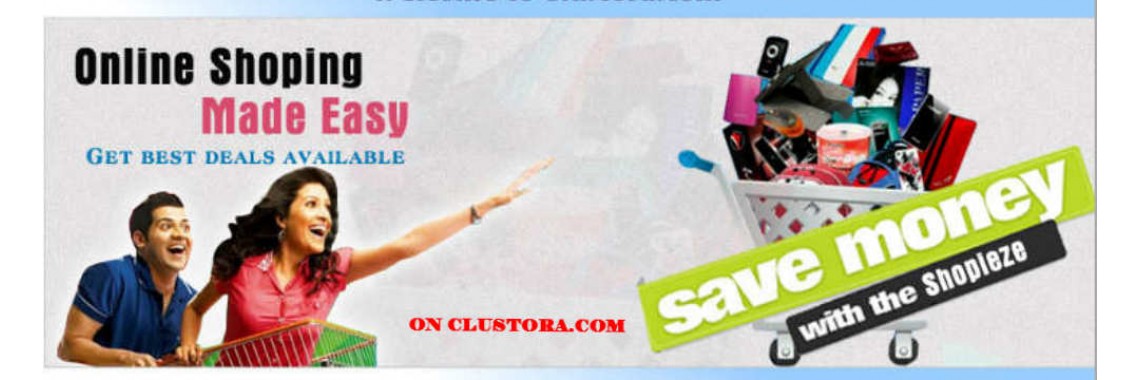 Online Shoping
Made Easy
GET BEST DEALS AVAILABLE
ON CLUSTORA.COM
save money
with the Shopleze